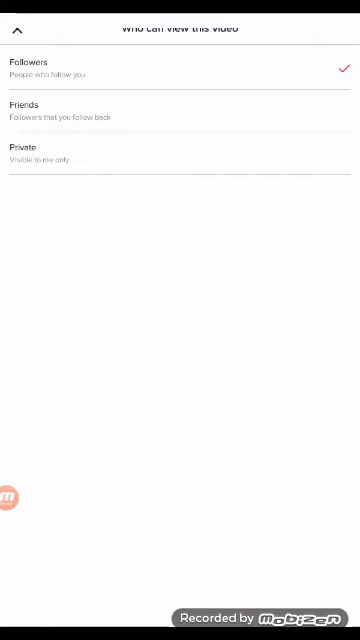 Who can view this video
Followers
People who follow you
Friends
Followers that you follow back
Private
Visible to me only
Recorded by mobizen